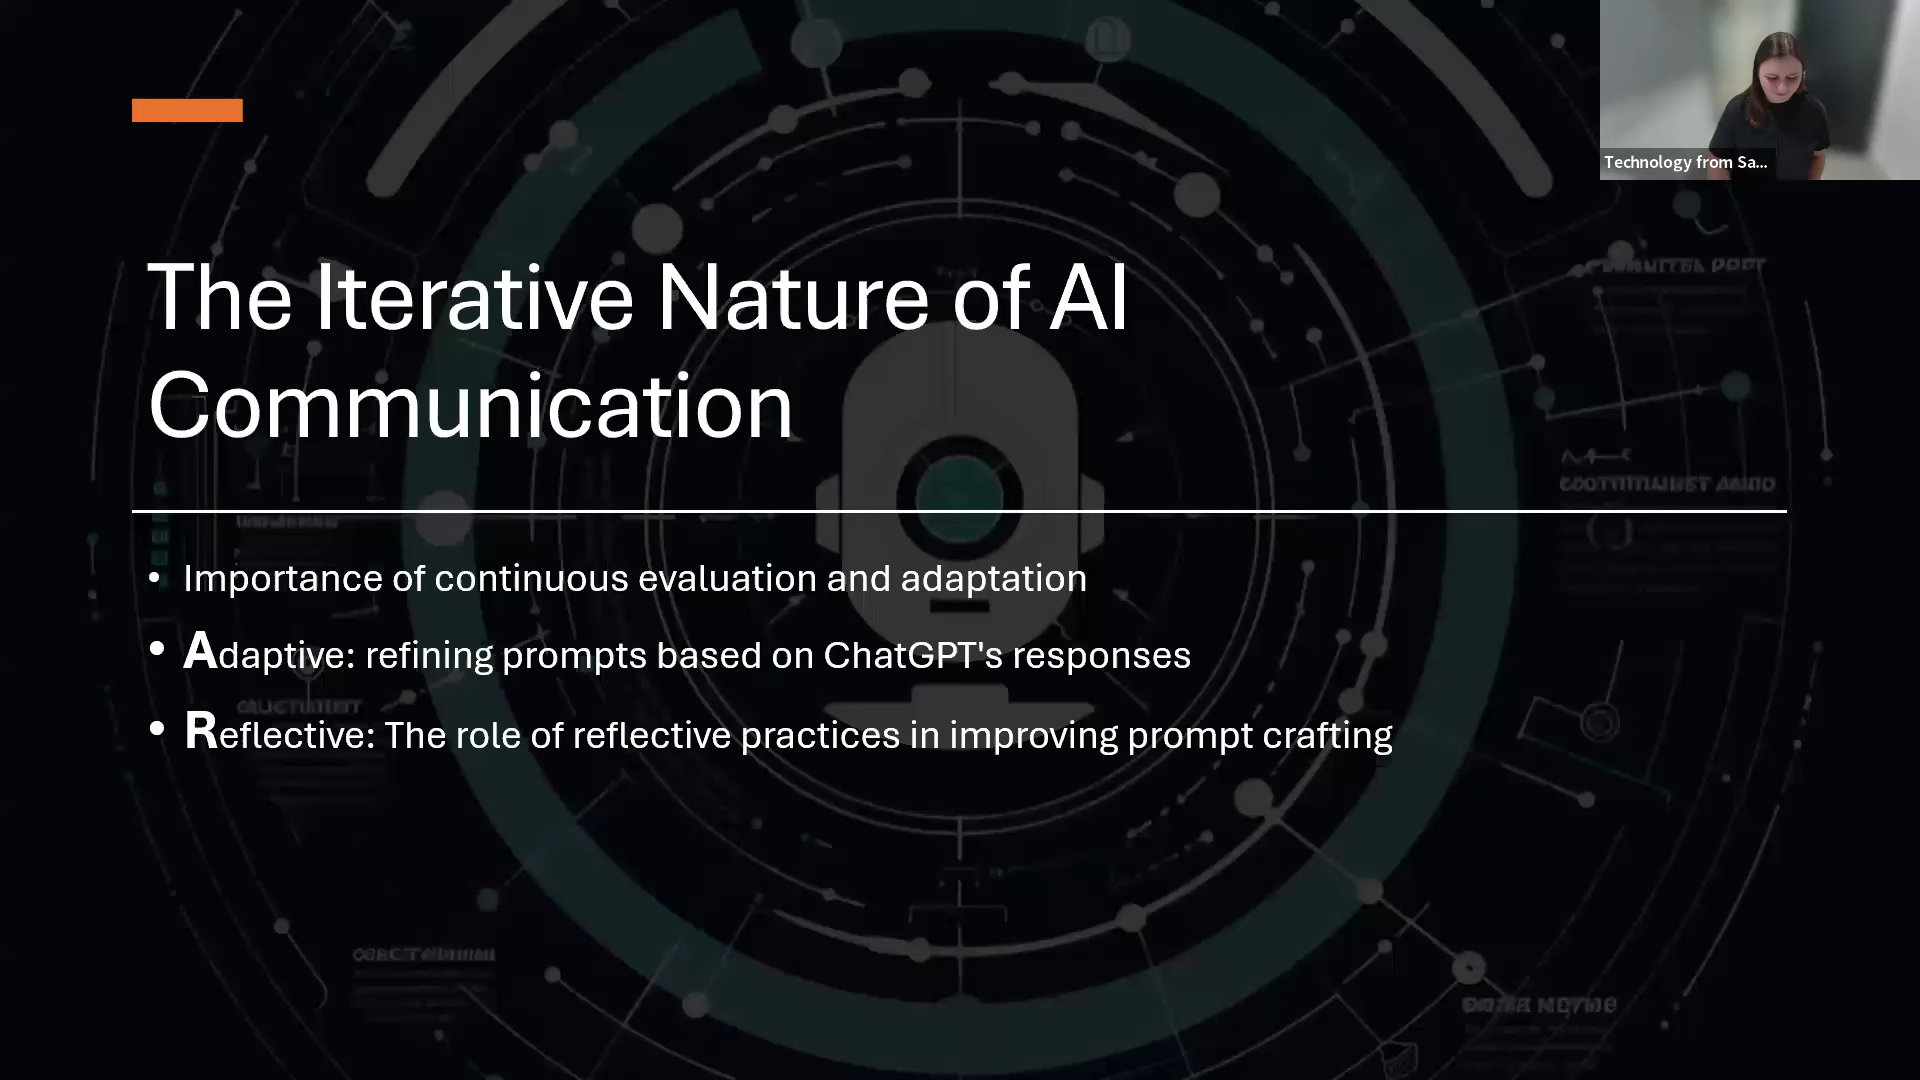 Technology from Sa...
The Iterative Nature of AI
Communication
• Importance of continuous evaluation and adaptation
• Adaptive: refining prompts based on ChatGPT's responses
• Reflective: The role of reflective practices in improving prompt crafting